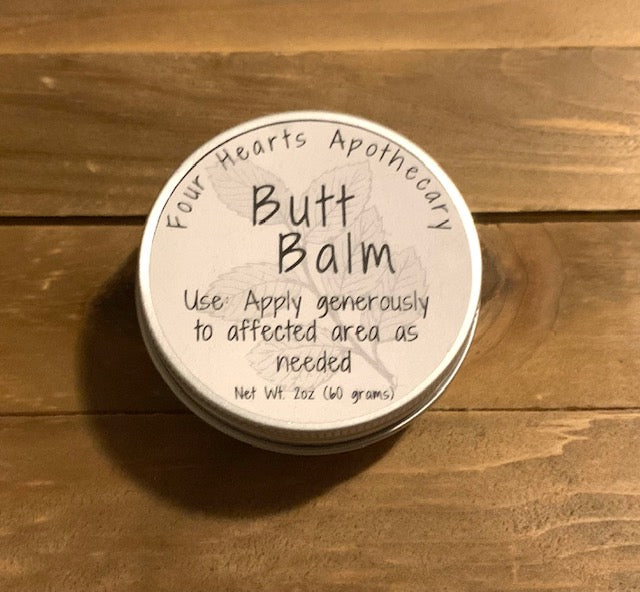 Four Hearts Apothecary
Butt
Balm
Use: Apply generously
to affected area as
needed
Net Wt. 2oz (60 grams)